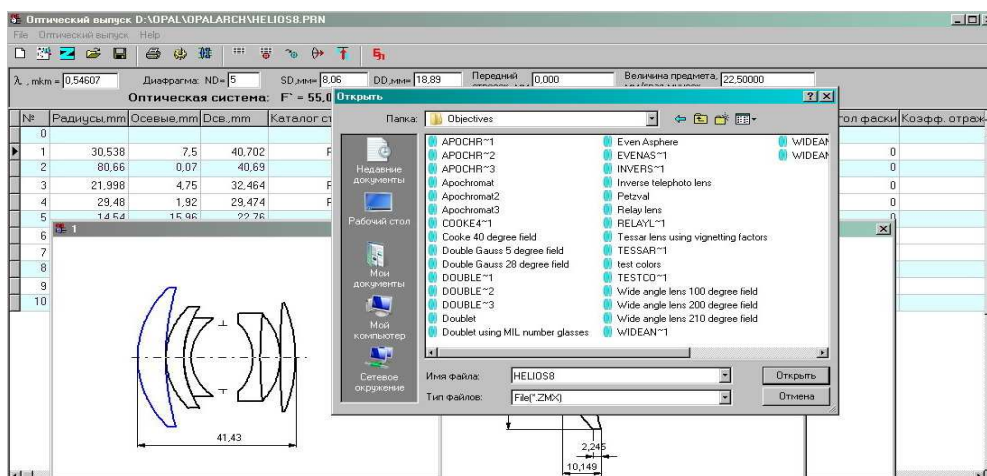 Оптический выпуск D:\OPAL\OPALARCH\HELIOS8.PRN
File Оптический выпуск Help
λ , mkm = 0,54607 Диафрагма: ND= 5 SD,мм= 8,06 DD,мм= 18,89 Передний 0,000 Величина предмета, 22,50000
Оптическая система: F` = 55,0
Открыть
Папка: Objectives
№ Радиусы,mm Осевые,mm Dсв.,mm Каталог ст ол фаски Коэфф. отраж
0
1 30,538 7,5 40,702 0
2 80,66 0,07 40,69 0
3 21,998 4,75 32,464 0
4 29,48 1,92 29,474 0
5 14,54 15,96 22,76 0
6
7
8
9
10
1
Недавние документы
Рабочий стол
Мои документы
Мой компьютер
Сетевое окружение
APOCHR~1
APOCHR~2
APOCHR~3
Apochromat
Apochromat2
Apochromat3
COOKE4~1
Cooke 40 degree field
Double Gauss 5 degree field
Double Gauss 28 degree field
DOUBLE~1
DOUBLE~2
DOUBLE~3
Doublet
Doublet using MIL number glasses
Even Asphere
EVENAS~1
INVERS~1
Inverse telephoto lens
Petzval
Relay lens
RELAYL~1
Tessar lens using vignetting factors
TESSAR~1
test colors
TESTCO~1
Wide angle lens 100 degree field
Wide angle lens 200 degree field
Wide angle lens 210 degree field
WIDEAN~1
WIDEAN
WIDEAN
Имя файла: HELIOS8 Открыть
Тип файлов: File(*.ZMX) Отмена
41,43
2,245
10,149